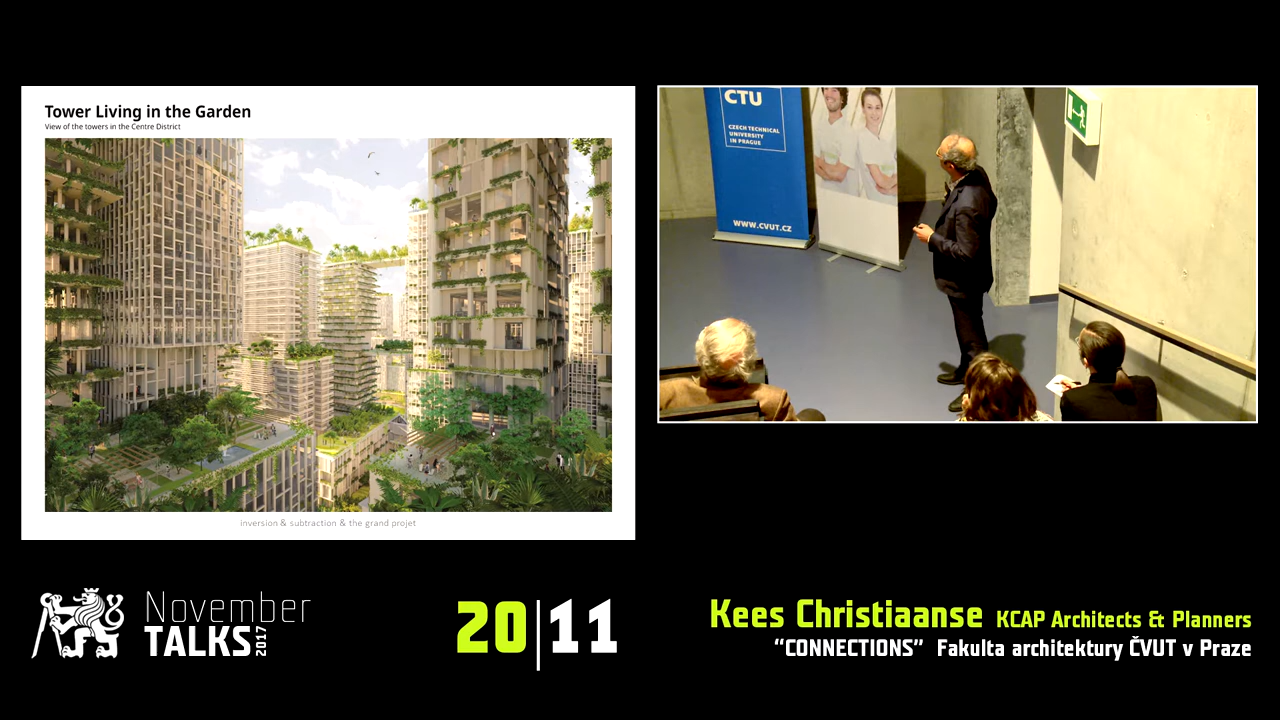 Tower Living in the Garden
View of the towers in the Centre District
inversion & subtraction & the grand projet
CTU
CZECH TECHNICAL
UNIVERSITY
IN PRAGUE
WWW.CVUT.CZ
November
TALKS 2017
20|11
Kees Christiaanse KCAP Architects & Planners
“CONNECTIONS” Fakulta architektury ČVUT v Praze